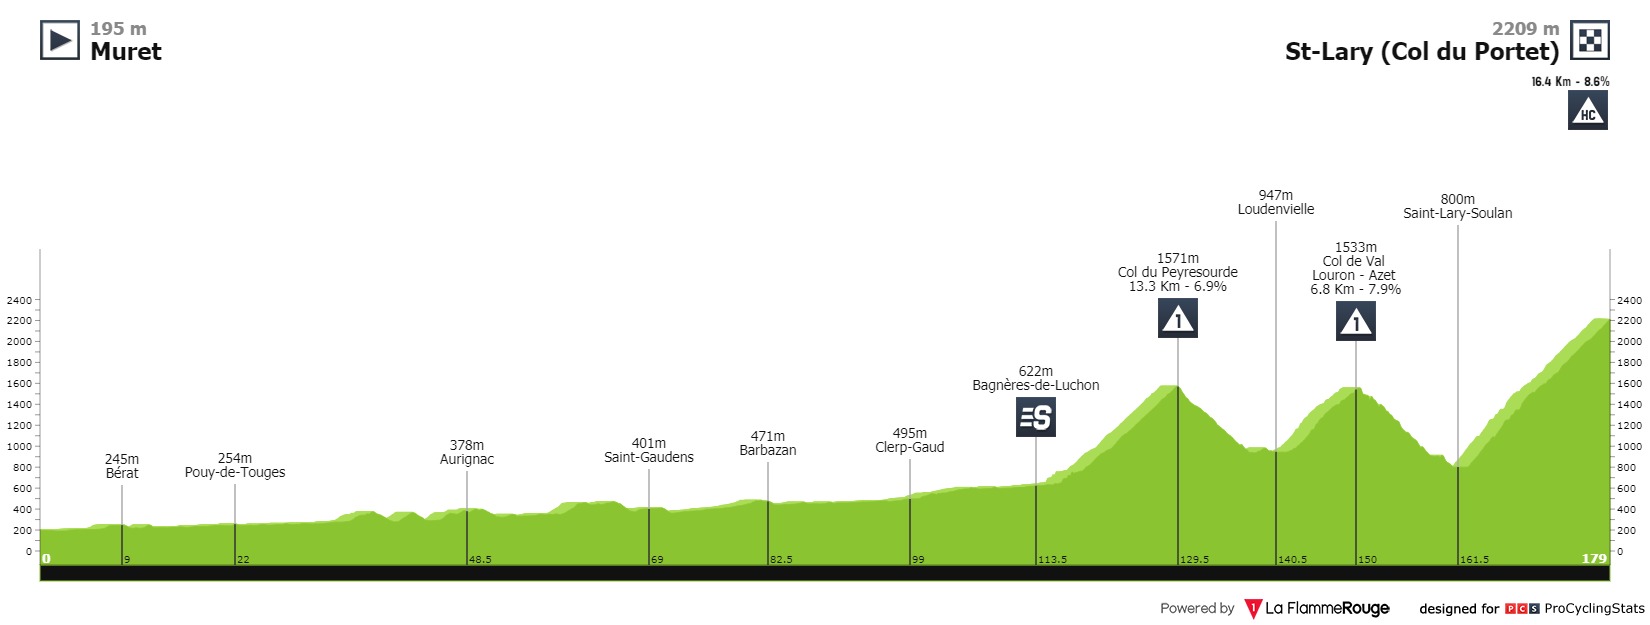 195 m
Muret
2209 m
St-Lary (Col du Portet)
16.4 Km - 8.6%
HC
947m
Loudenvielle
800m
Saint-Lary-Soulan
1571m
Col du Peyresourde
13.3 Km - 6.9%
1
1533m
Col de Val
Louron - Azet
6.8 Km - 7.9%
1
622m
Bagnères-de-Luchon
S
495m
Clerp-Gaud
471m
Barbazan
401m
Saint-Gaudens
378m
Aurignac
254m
Pouy-de-Touges
245m
Bérat
2400
2200
2000
1800
1600
1400
1200
1000
800
600
400
200
0
2400
2200
2000
1800
1600
1400
1200
1000
800
600
400
200
0
0 9 22 48.5 69 82.5 99 113.5 129.5 140.5 150 161.5 179
Powered by 1 La FlammeRouge designed for PCS ProCyclingStats